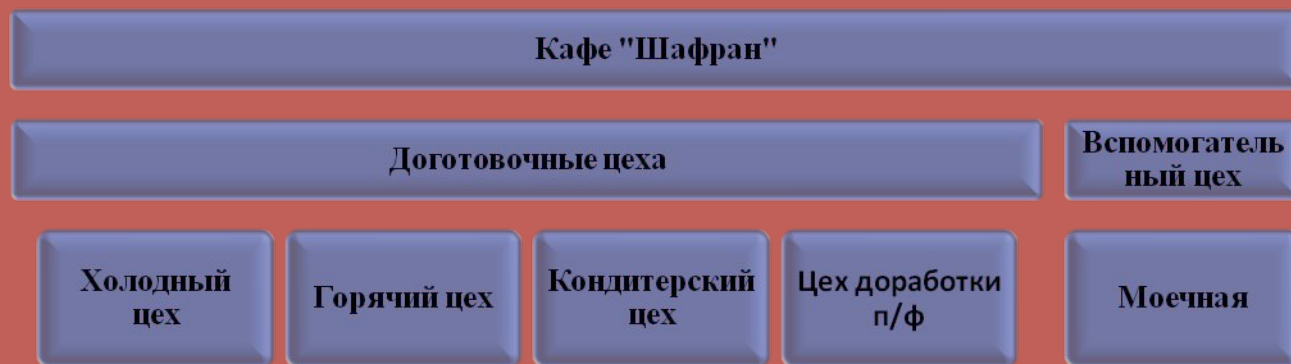 Кафе "Шафран"
Доготовочные цеха
Вспомогатель
ный цех
Холодный
цех
Горячий цех
Кондитерский
цех
Цех доработки
п/ф
Моечная